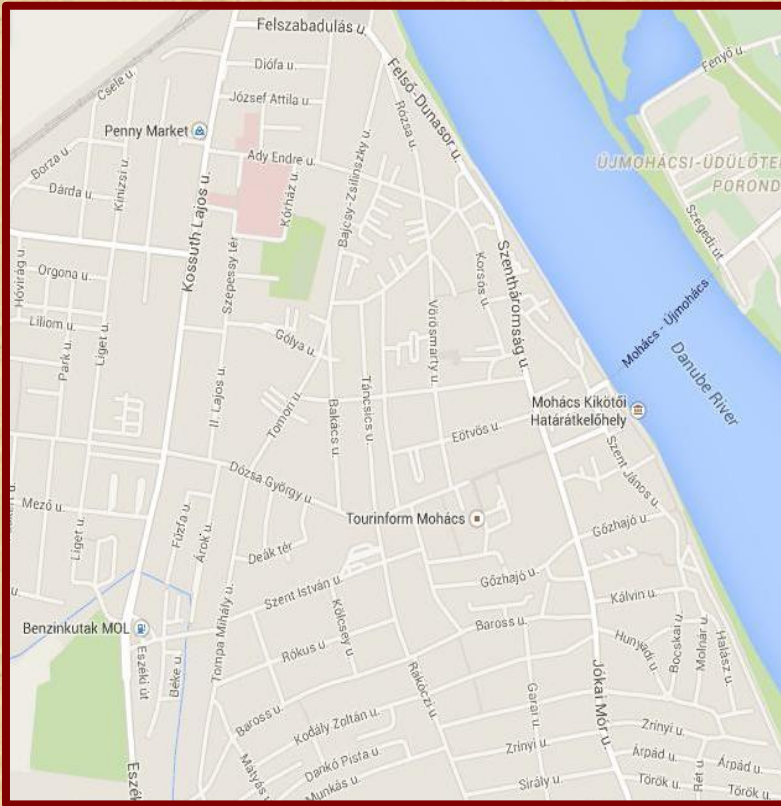 Felszabadulás u.
Diófa u.
Csele u.
József Attila u.
Felső-Dunasor u.
Fenyő u.
Penny Market
Rózsa u.
Ady Endre u.
Borza u.
Kinizsi u.
Dárda u.
Kórház u.
Bajcsy-Zsilinszky u.
ÚJMOHÁCSI-ÜDÜLŐTE
POROND
Szegedi út
Kossuth Lajos u.
Szepessy tér
Hóvirág u.
Orgona u.
Korsós u.
Szentháromság u.
Liliom u.
Park u.
Liget u.
Gólya u.
Vörösmarty u.
Mohács - Újmohács
Danube River
II. Lajos u.
Tomori u.
Bakács u.
Táncsics u.
Mohács Kikötői
Határátkelőhely
Eötvös u.
Szent János u.
Dózsa György u.
Mező u.
Liget u.
Fúzfa u.
Árok u.
Tourinform Mohács
Deák tér
Gőzhajó u.
Szent István u.
Gőzhajó u.
Kálvin u.
Benzinkutak MOL
Eszéki út
Béke u.
Tompa Mihály u.
Kölcsey u.
Rókus u.
Baross u.
Hunyadi u.
Bocskai u.
Molnár u.
Halász u.
Rákóczi u.
Garai u.
Jókai Mór u.
Baross u.
Kodály Zoltán u.
Zrínyi u.
Zrínyi u.
Mátyás u.
Dankó Pista u.
Munkás u.
Sirály u.
Árpád u.
Árpád u.
Rét u.
Török u.
Török u.
Eszék